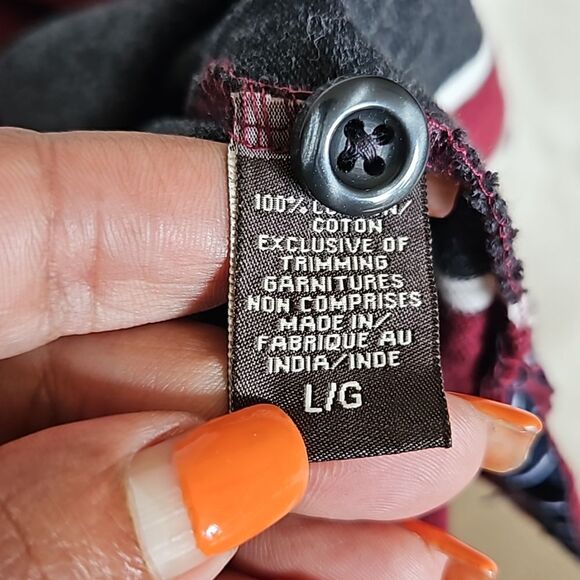 100%
COTON
EXCLUSIVE OF
TRIMMING
GARNITURES
NON COMPRISES
MADE IN/
FABRIQUE AU
INDIA/INDE
L/G